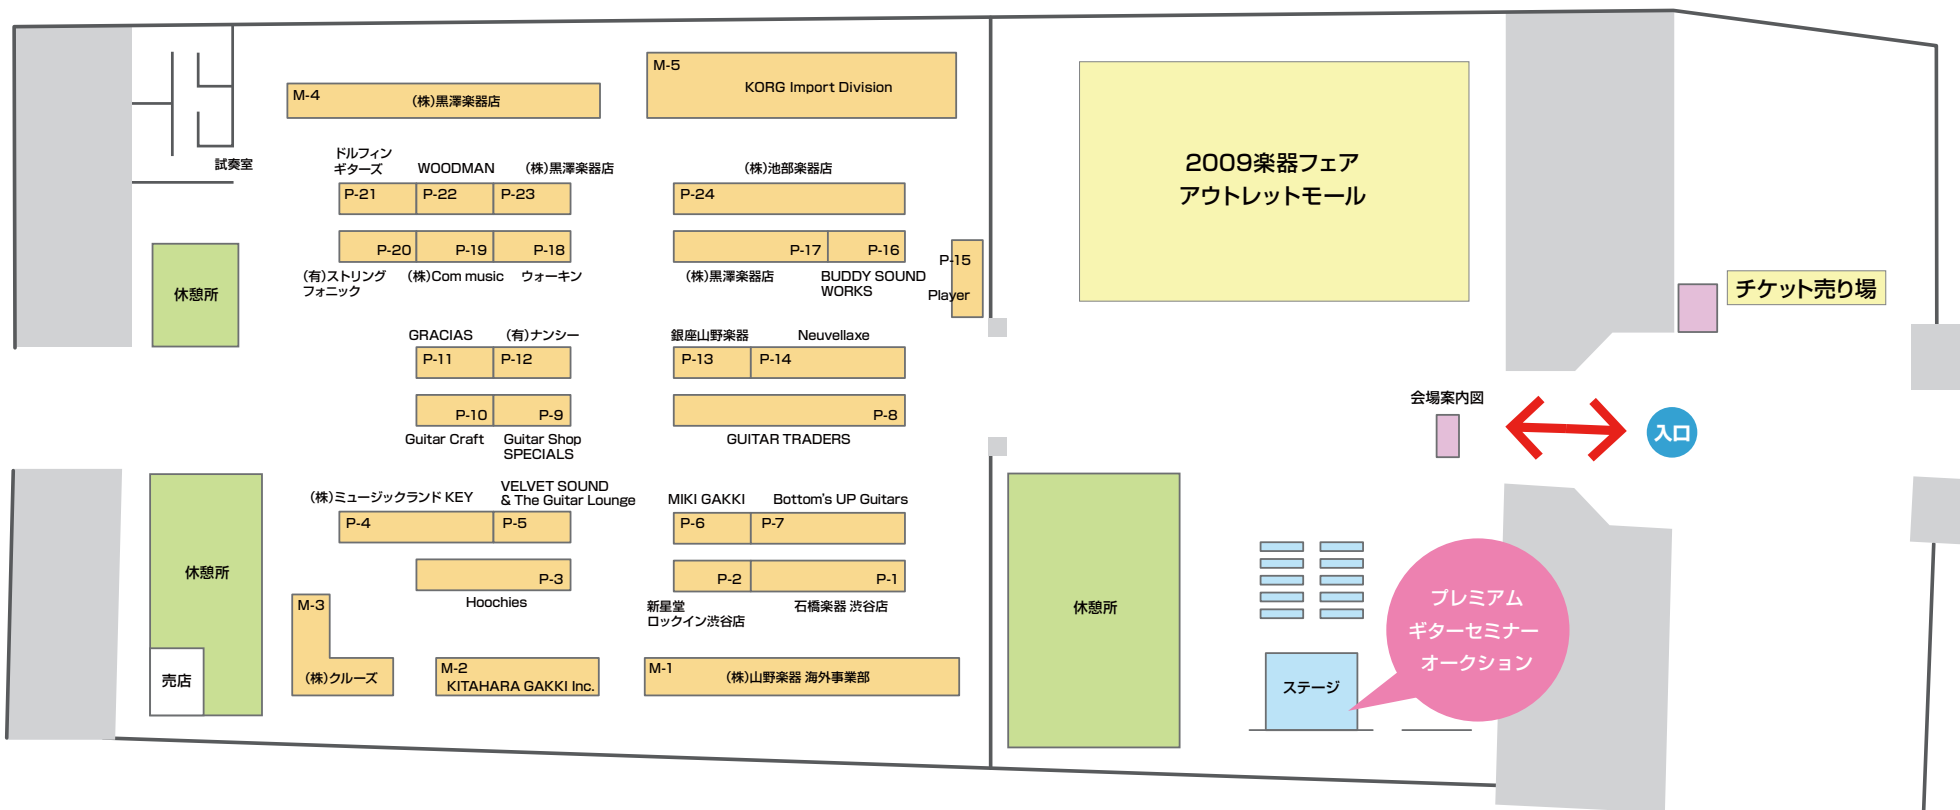 M-4
(株)黒澤楽器店
M-5
KORG Import Division
試奏室
ドルフィン
ギターズ
WOODMAN
(株)黒澤楽器店
(株)池部楽器店
P-21
P-22
P-23
P-24
P-20
P-19
P-18
P-17
P-16
(有)ストリング
フォニック
(株)Com music
ウォーキン
(株)黒澤楽器店
BUDDY SOUND
WORKS
P-15
Player
休憩所
GRACIAS
(有)ナンシー
銀座山野楽器
Neuvellaxe
P-11
P-12
P-13
P-14
P-10
P-9
P-8
Guitar Craft
Guitar Shop
SPECIALS
GUITAR TRADERS
(株)ミュージックランド KEY
VELVET SOUND
& The Guitar Lounge
MIKI GAKKI
Bottom's UP Guitars
P-4
P-5
P-6
P-7
P-3
P-2
P-1
Hoochies
新星堂
ロックイン渋谷店
石橋楽器 渋谷店
休憩所
売店
M-3
(株)クルーズ
M-2
KITAHARA GAKKI Inc.
M-1
(株)山野楽器 海外事業部
2009楽器フェア
アウトレットモール
チケット売り場
会場案内図
入口
休憩所
プレミアム
ギターセミナー
オークション
ステージ